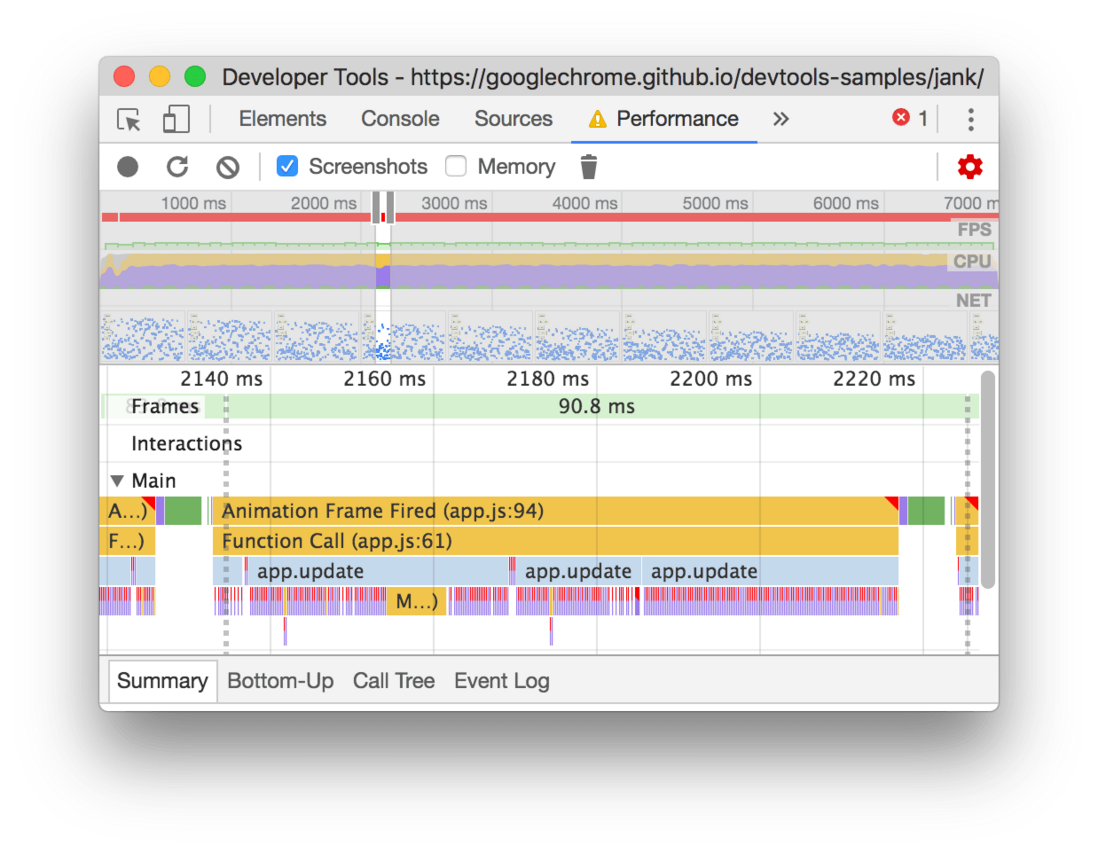 Developer Tools - https://googlechrome.github.io/devtools-samples/jank/
Elements Console Sources Performance » 1
Screenshots Memory
1000 ms 2000 ms 3000 ms 4000 ms 5000 ms 6000 ms 7000 m
FPS
CPU
NET
2140 ms 2160 ms 2180 ms 2200 ms 2220 ms
Frames 90.8 ms
Interactions
Main
A...) Animation Frame Fired (app.js:94)
F...) Function Call (app.js:61)
app.update app.update app.update
M...)
Summary Bottom-Up Call Tree Event Log